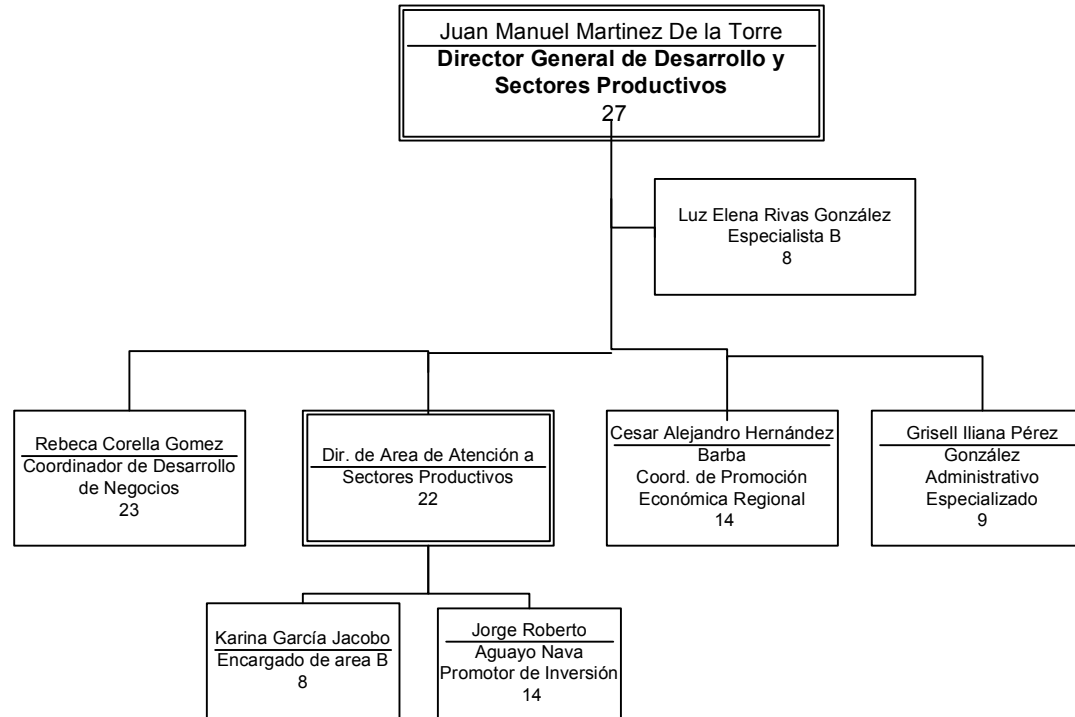 Juan Manuel Martinez De la Torre
Director General de Desarrollo y
Sectores Productivos
27
Luz Elena Rivas González
Especialista B
8
Rebeca Corella Gomez
Coordinador de Desarrollo
de Negocios
23
Dir. de Area de Atención a
Sectores Productivos
22
Cesar Alejandro Hernández
Barba
Coord. de Promoción
Económica Regional
14
Grisell Iliana Pérez
González
Administrativo
Especializado
9
Karina García Jacobo
Encargado de area B
8
Jorge Roberto
Aguayo Nava
Promotor de Inversión
14